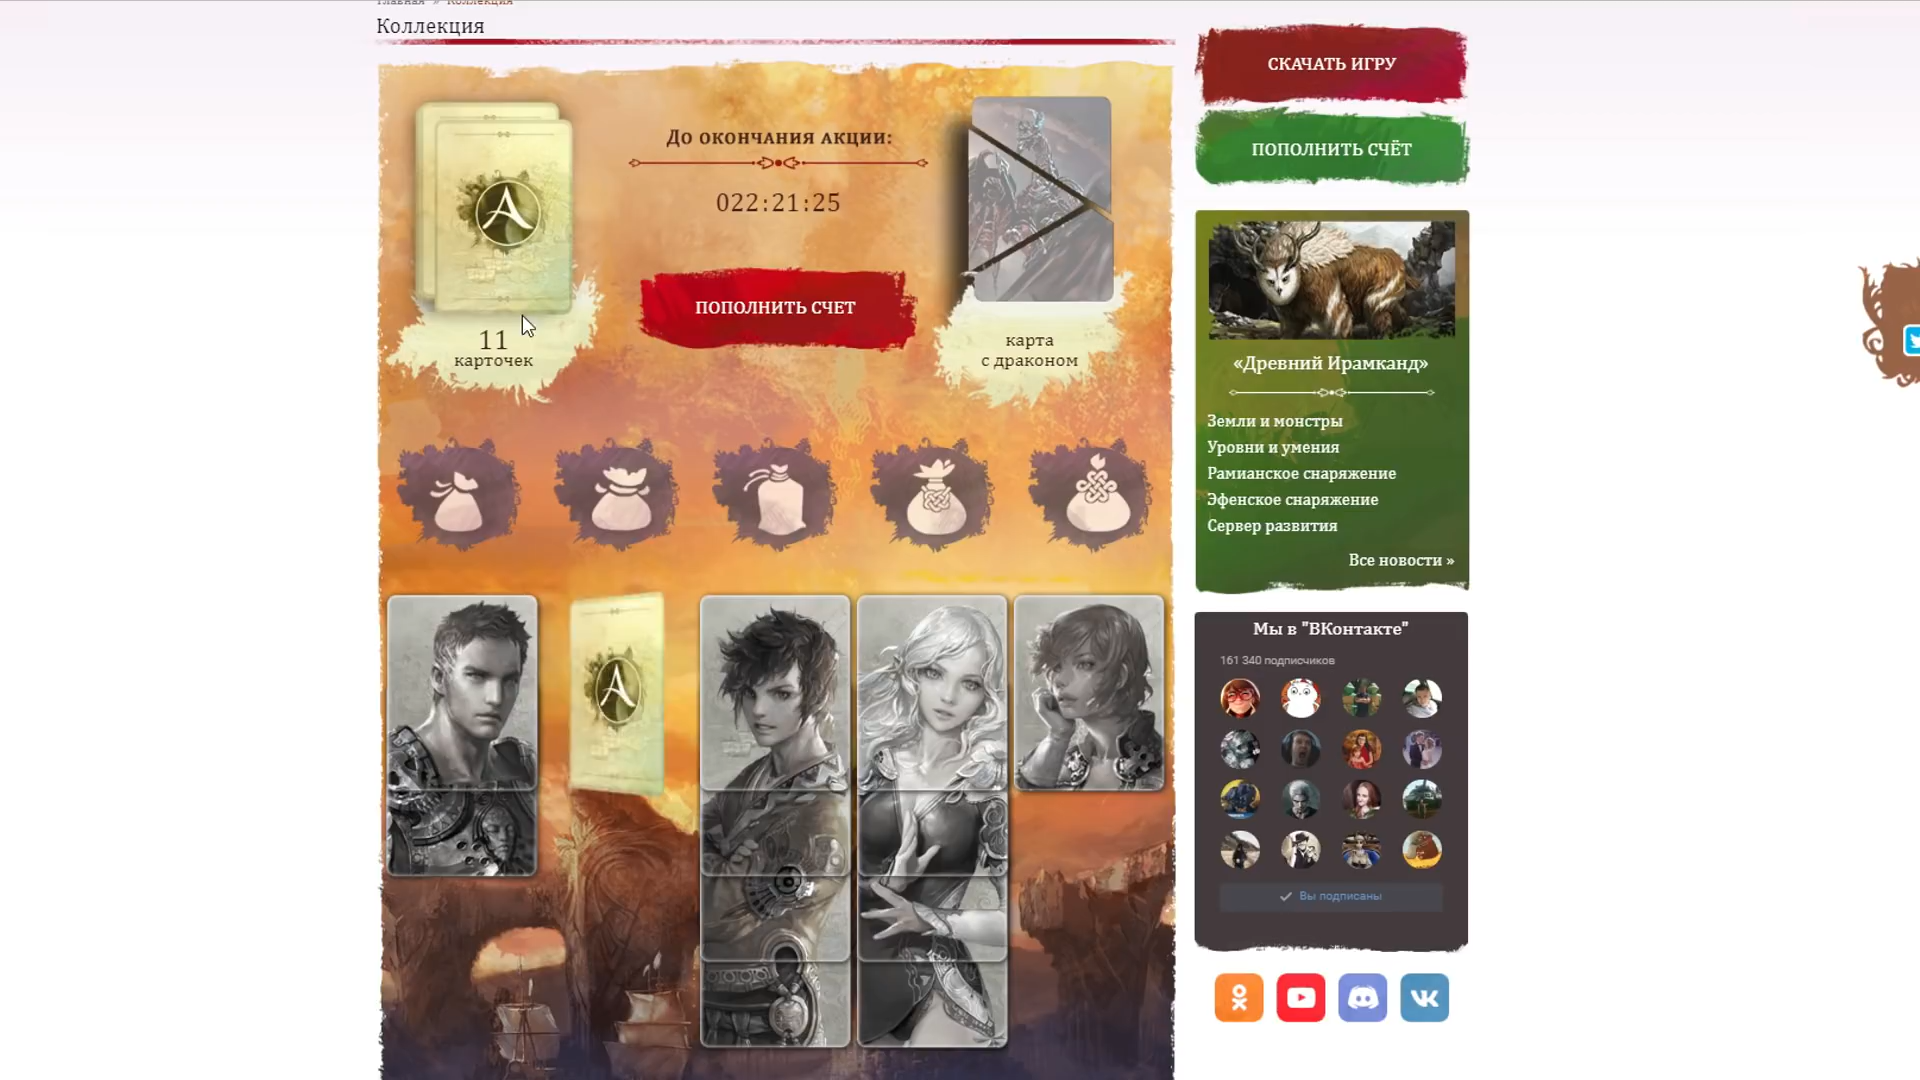 Главная » Коллекция
Коллекция
До окончания акции:
022:21:25
ПОПОЛНИТЬ СЧЕТ
11
карточек
карта
с драконом
СКАЧАТЬ ИГРУ
ПОПОЛНИТЬ СЧЁТ
«Древний Ирамканд»
Земли и монстры
Уровни и умения
Рамианское снаряжение
Эфенское снаряжение
Сервер развития
Все новости »
Мы в "ВКонтакте"
161 340 подписчиков
Вы подписаны